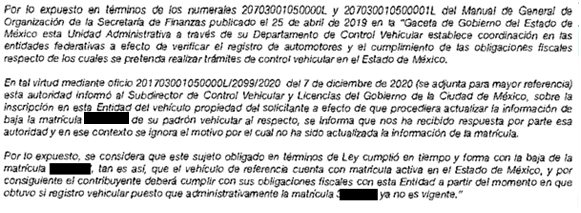 Por lo expuesto en términos de los numerales 20703001050000L y 207030010500001L del Manual de General de
Organización de la Secretaría de Finanzas publicado el 25 de abril de 2019 en la "Gaceta de Gobierno del Estado de
México esta Unidad Administrativa a través de su Departamento de Control Vehicular establece coordinación en las
entidades federativas a efecto de verificar el registro de automotores y el cumplimiento de las obligaciones fiscales
respecto de los cuales se pretenda realizar trámites de control vehicular en el Estado de México.
En tal virtud mediante oficio 20170301050000L/2099/2020 del 7 de diciembre de 2020 (se adjunta para mayor referencia)
esta autoridad informó al Subdirector de Control Vehicular y Licencias del Gobierno de la Ciudad de México, sobre la
inscripción en esta Entidad del vehículo propiedad del solicitante a efecto de que procediera actualizar la información de
baja la matrícula de su padrón vehicular al respecto, se informa que nos ha recibido respuesta por parte esa
autoridad y en ese contexto se ignora el motivo por el cual no ha sido actualizada la información de la matrícula.
Por lo expuesto, se considera que este sujeto obligado en términos de Ley cumplió en tiempo y forma con la baja de la
matrícula , tan es así, que el vehículo de referencia cuenta con matrícula activa en el Estado de México, y por
consiguiente el contribuyente deberá cumplir con sus obligaciones fiscales con esta Entidad a partir del momento en que
obtuvo si registro vehicular puesto que administrativamente la matrícula ya no es vigente."